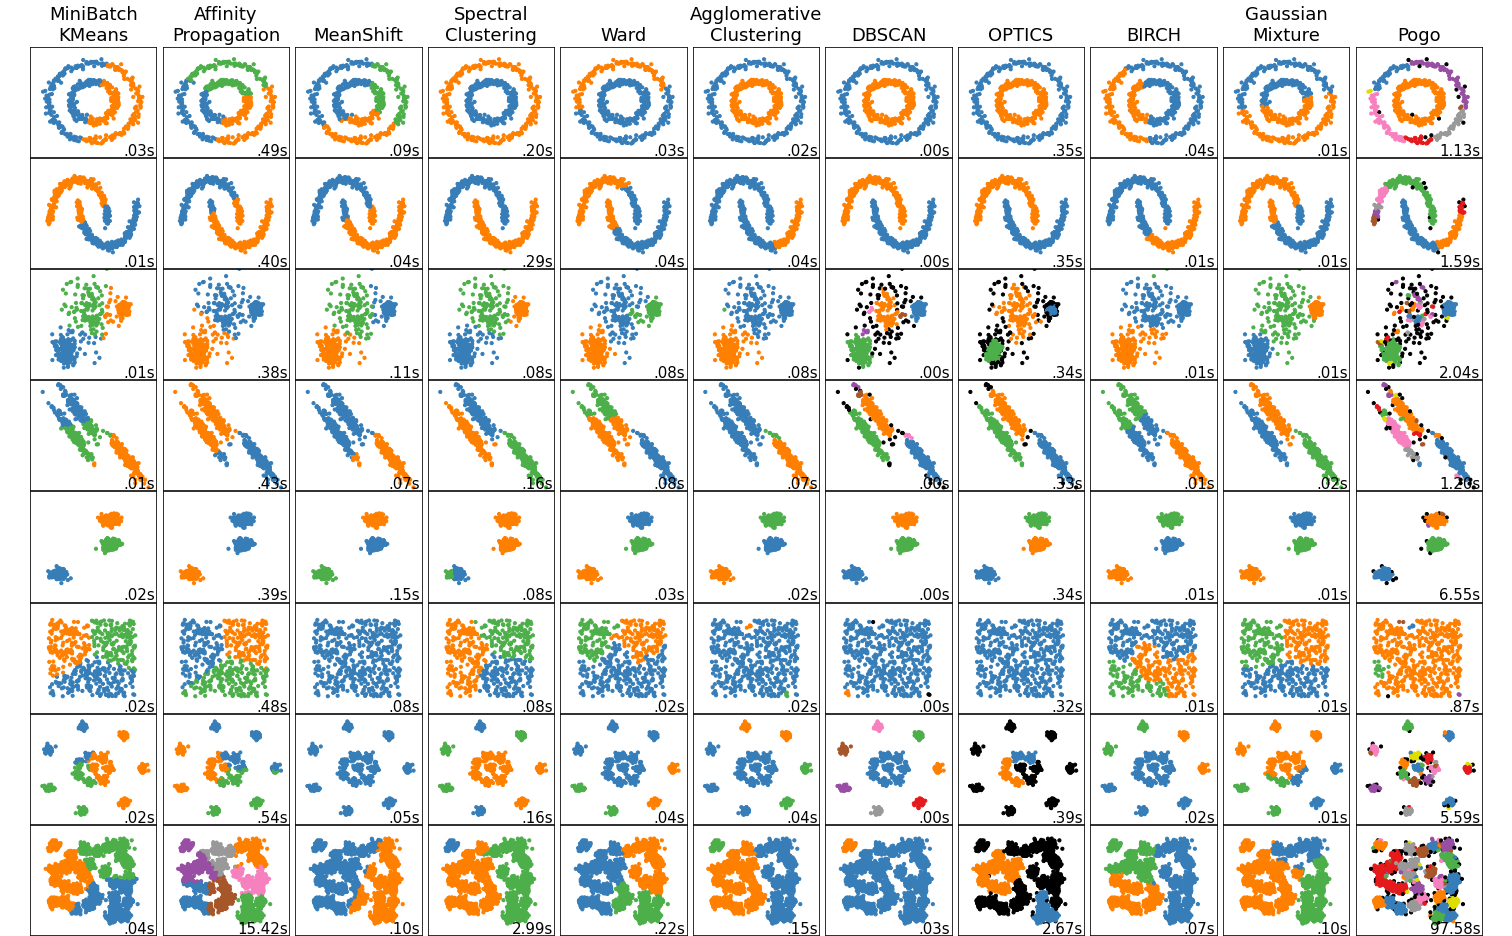 MiniBatch
KMeans
Affinity
Propagation
MeanShift
Spectral
Clustering
Ward
Agglomerative
Clustering
DBSCAN
OPTICS
BIRCH
Gaussian
Mixture
Pogo
.03s .49s .09s .20s .03s .02s .00s .35s .04s .01s 1.13s
.01s .40s .04s .29s .04s .04s .00s .35s .01s .01s 1.59s
.01s .38s .11s .08s .08s .08s .00s .34s .01s .01s 2.04s
.01s .43s .07s .16s .08s .07s .00s .33s .01s .02s 1.26s
.02s .39s .15s .08s .03s .02s .00s .34s .01s .01s 6.55s
.02s .48s .08s .08s .02s .02s .00s .32s .01s .01s .87s
.02s .54s .05s .16s .04s .04s .00s .39s .02s .01s 5.59s
.04s 15.42s .10s 2.99s .22s .15s .03s 2.67s .07s .10s 97.58s